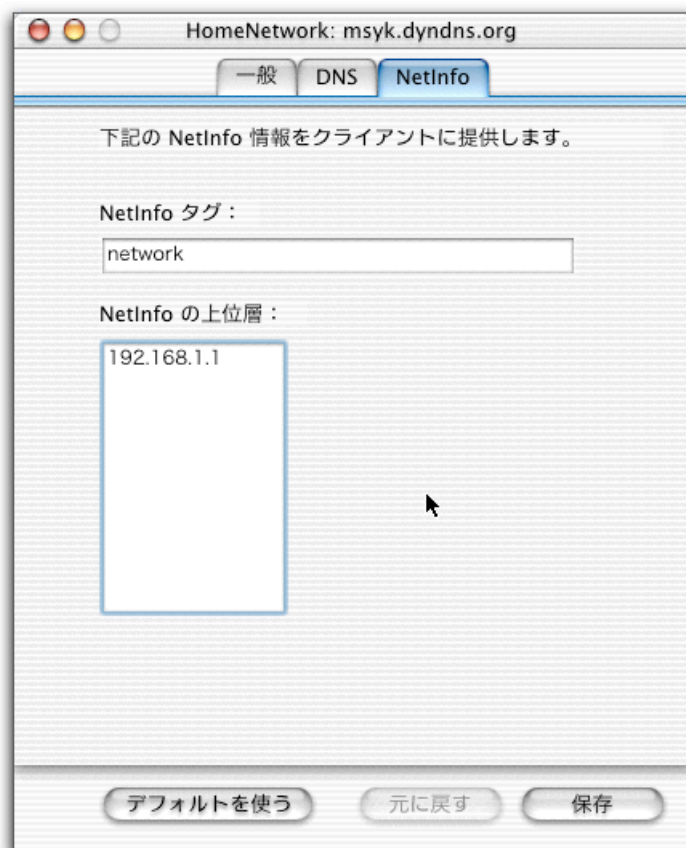 HomeNetwork: msyk.dyndns.org
一般 DNS NetInfo
下記の NetInfo 情報をクライアントに提供します。
NetInfo タグ：
network
NetInfo の上位層：
192.168.1.1
デフォルトを使う 元に戻す 保存